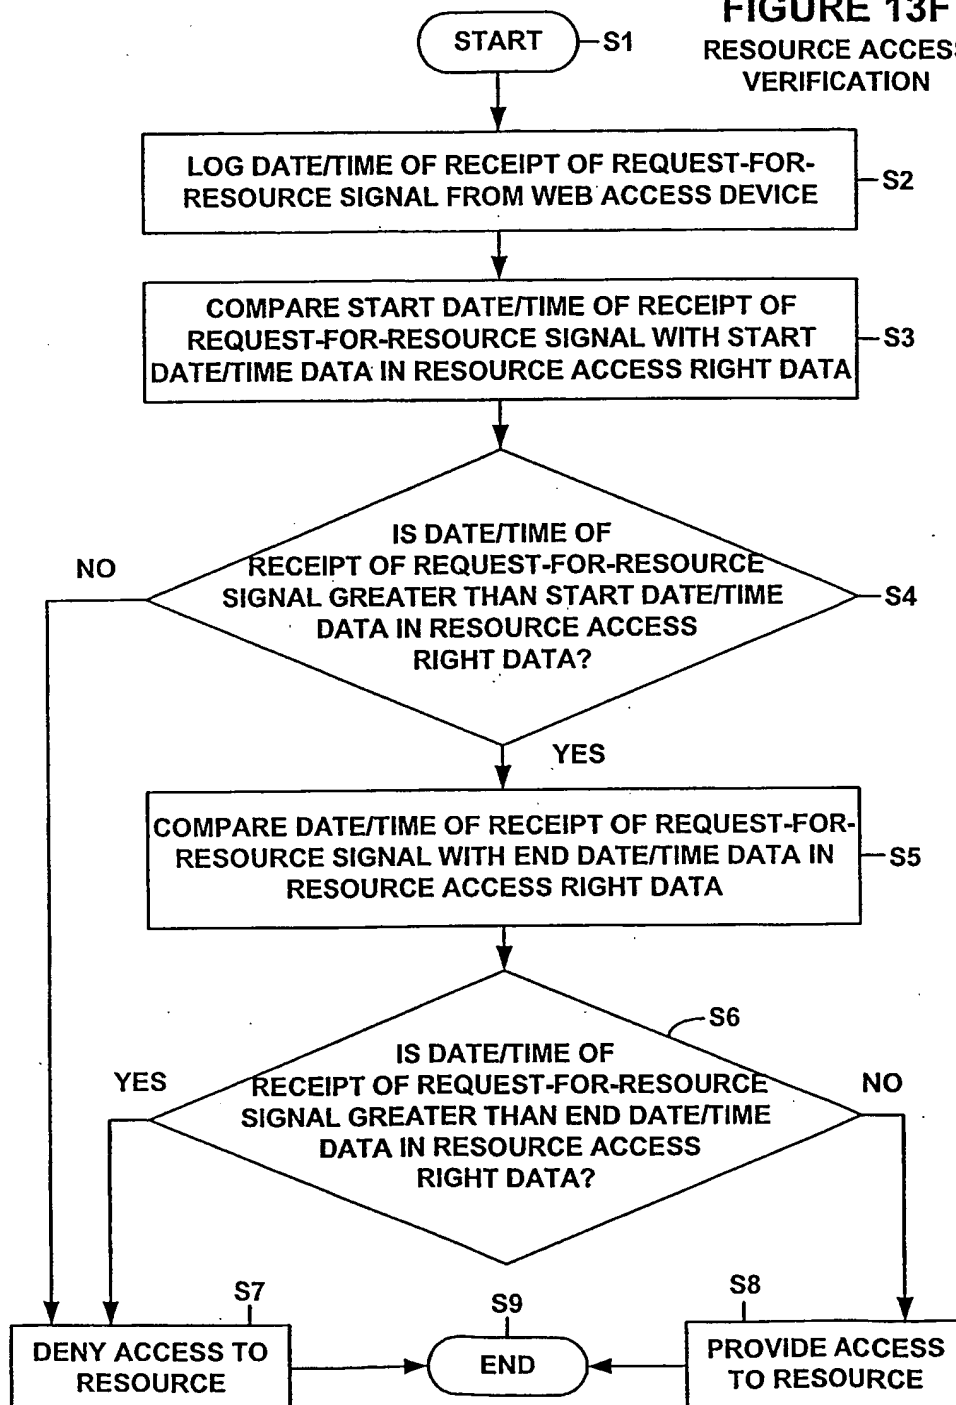 FIGURE 13F
RESOURCE ACCESS
VERIFICATION
START
S1
LOG DATE/TIME OF RECEIPT OF REQUEST-FOR-
RESOURCE SIGNAL FROM WEB ACCESS DEVICE
S2
COMPARE START DATE/TIME OF RECEIPT OF
REQUEST-FOR-RESOURCE SIGNAL WITH START
DATE/TIME DATA IN RESOURCE ACCESS RIGHT DATA
S3
IS DATE/TIME OF
RECEIPT OF REQUEST-FOR-RESOURCE
SIGNAL GREATER THAN START DATE/TIME
DATA IN RESOURCE ACCESS
RIGHT DATA?
NO
S4
YES
COMPARE DATE/TIME OF RECEIPT OF REQUEST-FOR-
RESOURCE SIGNAL WITH END DATE/TIME DATA IN
RESOURCE ACCESS RIGHT DATA
S5
S6
IS DATE/TIME OF
RECEIPT OF REQUEST-FOR-RESOURCE
SIGNAL GREATER THAN END DATE/TIME
DATA IN RESOURCE ACCESS
RIGHT DATA?
YES
NO
S7
DENY ACCESS TO
RESOURCE
S9
END
S8
PROVIDE ACCESS
TO RESOURCE